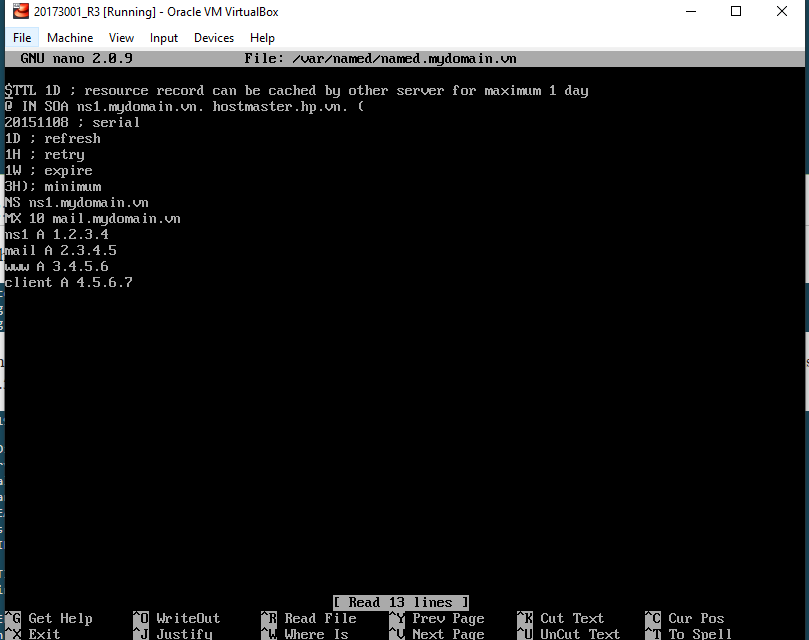 20173001_R3 [Running] - Oracle VM VirtualBox
File Machine View Input Devices Help
GNU nano 2.0.9 File: /var/named/named.mydomain.vn
$TTL 1D ; resource record can be cached by other server for maximum 1 day
@ IN SOA ns1.mydomain.vn. hostmaster.hp.vn. (
20151108 ; serial
1D ; refresh
1H ; retry
1W ; expire
3H); minimum
NS ns1.mydomain.vn
MX 10 mail.mydomain.vn
ns1 A 1.2.3.4
mail A 2.3.4.5
www A 3.4.5.6
client A 4.5.6.7
[ Read 13 lines ]
^G Get Help ^O WriteOut ^R Read File ^Y Prev Page ^K Cut Text ^C Cur Pos
^X Exit ^J Justify ^W Where Is ^V Next Page ^U UnCut Text ^T To Spell